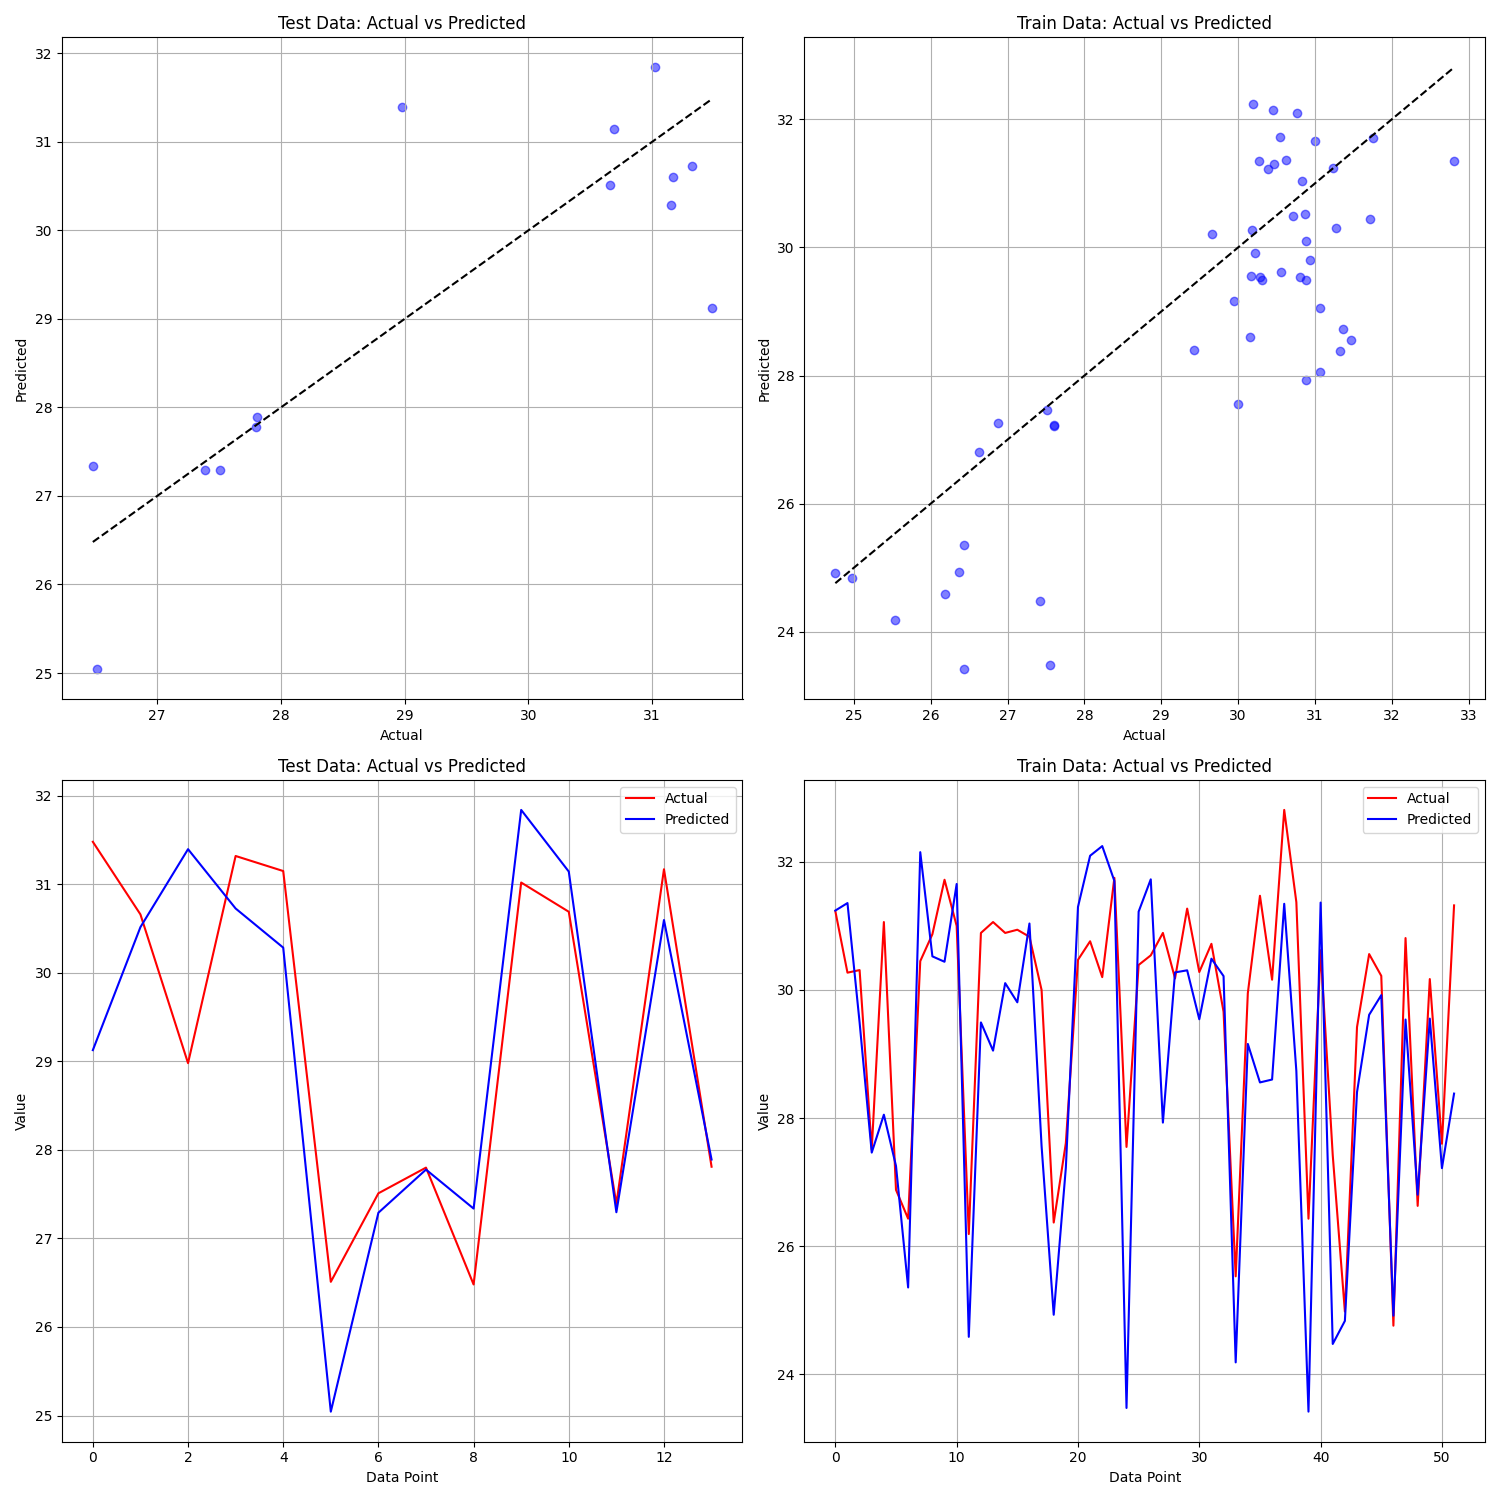 Test Data: Actual vs Predicted
32
31
30
29
28
27
26
25
Predicted
27 28 29 30 31
Actual
Train Data: Actual vs Predicted
32
30
28
26
24
Predicted
25 26 27 28 29 30 31 32 33
Actual
Test Data: Actual vs Predicted
Actual
Predicted
32
31
30
29
28
27
26
25
Value
0 2 4 6 8 10 12
Data Point
Train Data: Actual vs Predicted
Actual
Predicted
32
30
28
26
24
Value
0 10 20 30 40 50
Data Point